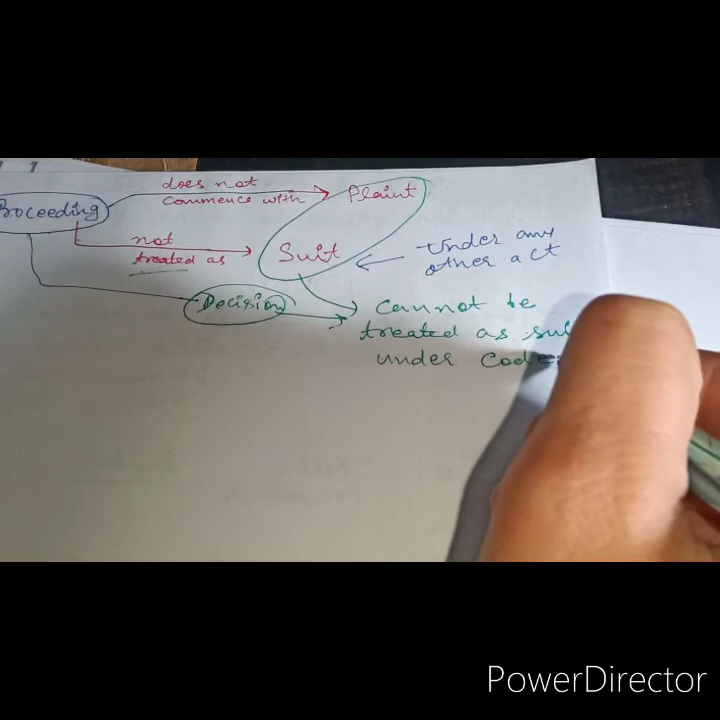 does not
Proceeding commence with Plaint
not
treated as Suit
Under any
other act
Decision
cannot be
treated as
under Code
PowerDirector